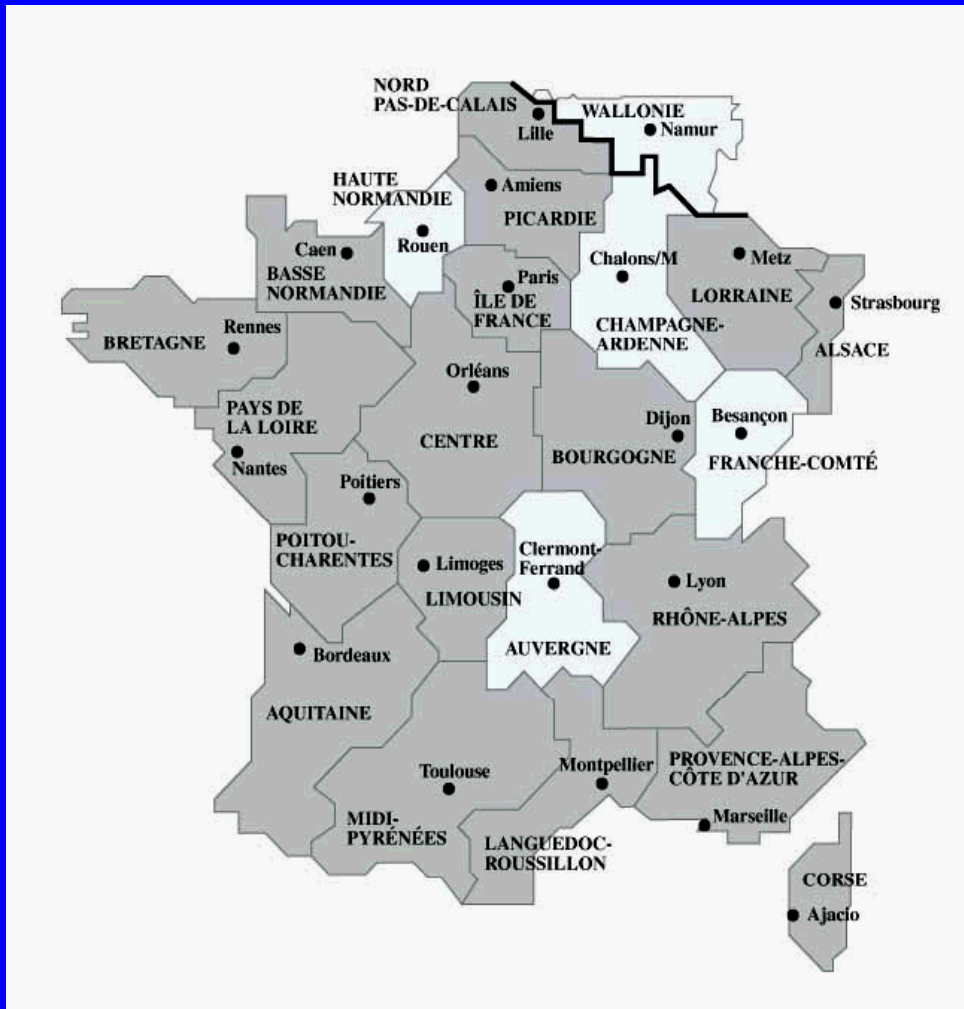 NORD
PAS-DE-CALAIS
Lille
WALLONIE
Namur
HAUTE
NORMANDIE
Rouen
Amiens
PICARDIE
Caen
BASSE
NORMANDIE
Paris
ÎLE DE
FRANCE
Chalons/M
CHAMPAGNE-
ARDENNE
Metz
LORRAINE
Strasbourg
ALSACE
Rennes
BRETAGNE
Orléans
CENTRE
PAYS DE
LA LOIRE
Nantes
Dijon
BOURGOGNE
Besançon
FRANCHE-COMTÉ
Poitiers
POITOU-
CHARENTES
Limoges
LIMOUSIN
Clermont-
Ferrand
AUVERGNE
Lyon
RHÔNE-ALPES
Bordeaux
AQUITAINE
Toulouse
MIDI-
PYRÉNÉES
Montpellier
LANGUEDOC-
ROUSSILLON
PROVENCE-ALPES-
CÔTE D'AZUR
Marseille
CORSE
Ajacio